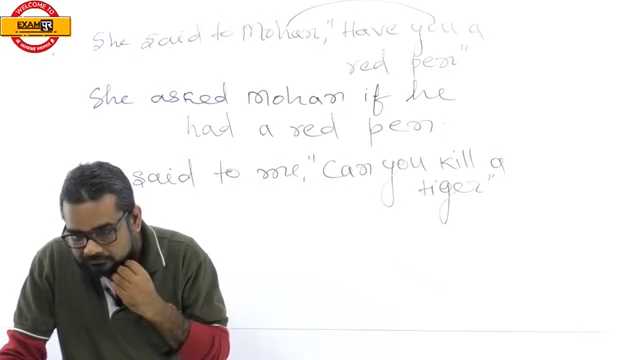 WELCOME TO
EXAM पुर
She said to Mohan, "Have you a
red pen"
She asked Mohan if he
had a red pen.
said to me, "Can you kill a
tiger"